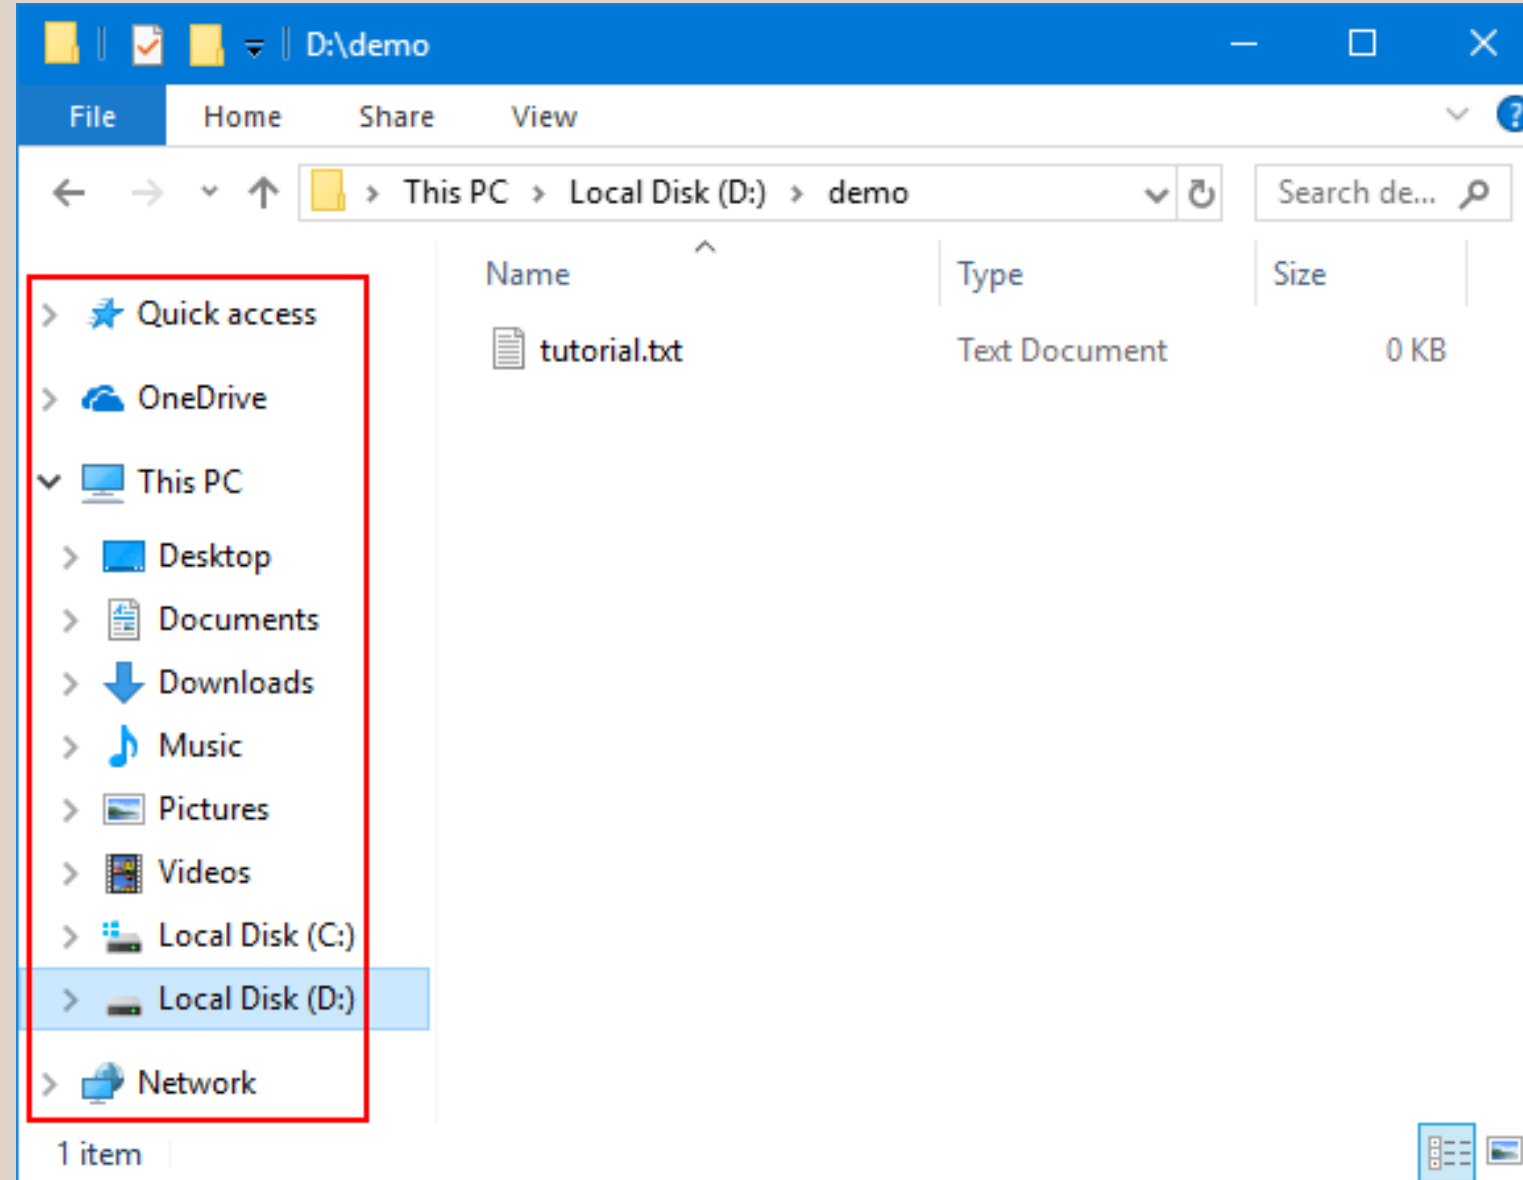 D:\demo
File Home Share View
?
This PC Local Disk (D:) demo
Search de...
Name Type Size
tutorial.txt Text Document 0 KB
Quick access
OneDrive
This PC
Desktop
Documents
Downloads
Music
Pictures
Videos
Local Disk (C:)
Local Disk (D:)
Network
1 item